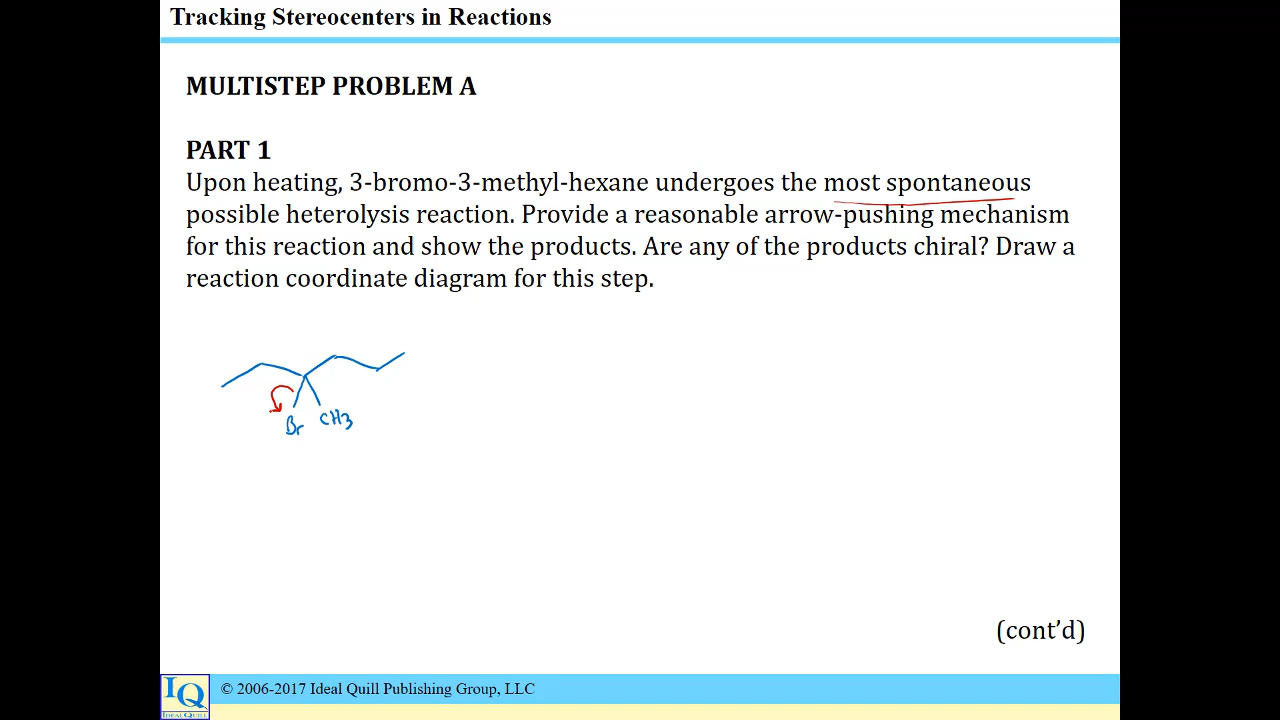 Tracking Stereocenters in Reactions
MULTISTEP PROBLEM A
PART 1
Upon heating, 3-bromo-3-methyl-hexane undergoes the most spontaneous
possible heterolysis reaction. Provide a reasonable arrow-pushing mechanism
for this reaction and show the products. Are any of the products chiral? Draw a
reaction coordinate diagram for this step.
Br CH3
(cont’d)
IQ
IDEAL QUILL
© 2006-2017 Ideal Quill Publishing Group, LLC